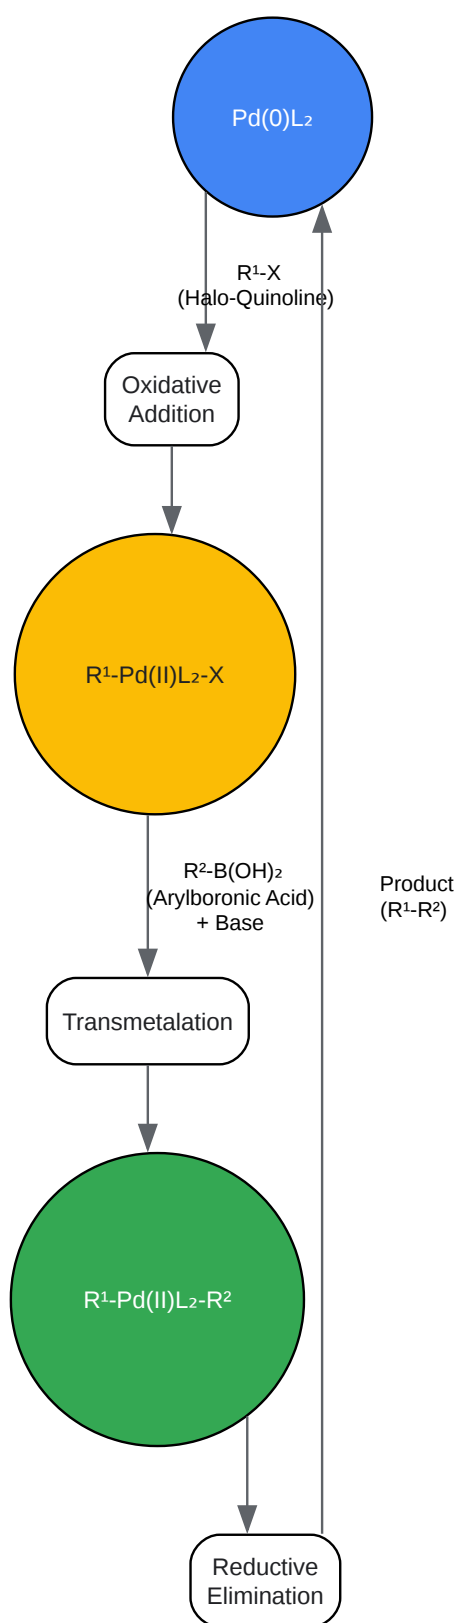 Pd(0)L₂
R¹-X
(Halo-Quinoline)
Oxidative
Addition
R¹-Pd(II)L₂-X
R²-B(OH)₂
(Arylboronic Acid)
+ Base
Product
(R¹-R²)
Transmetalation
R¹-Pd(II)L₂-R²
Reductive
Elimination